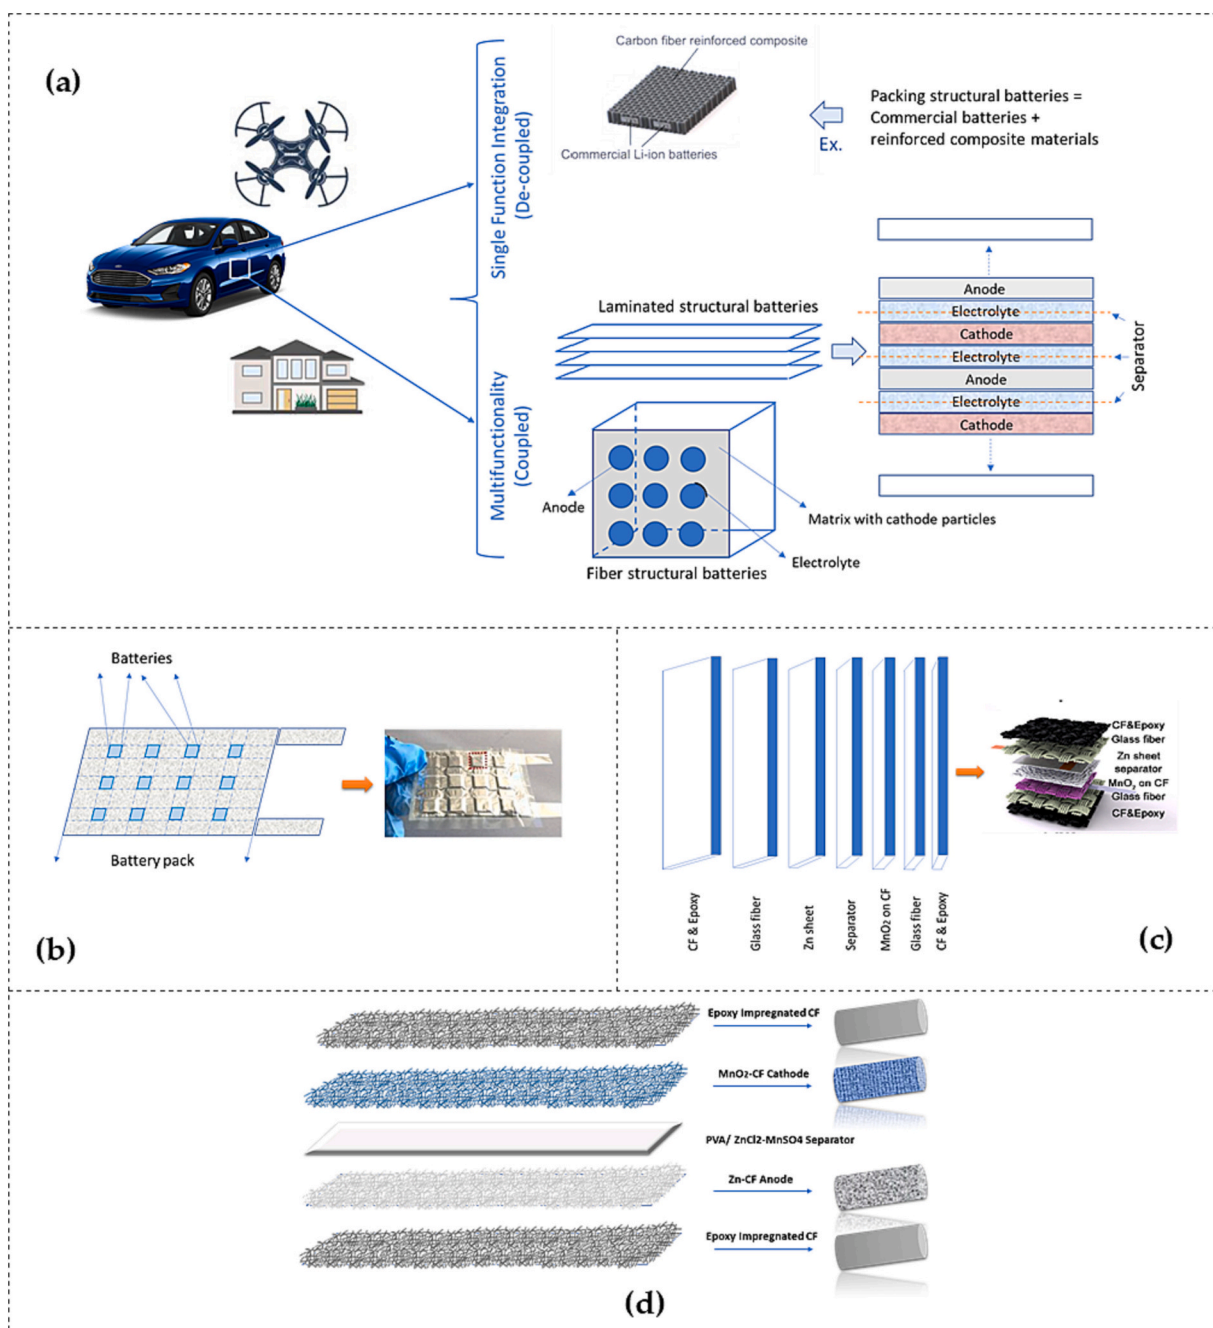 (a)
Carbon fiber reinforced composite
Commercial Li-ion batteries
Ex.
Packing structural batteries =
Commercial batteries +
reinforced composite materials
Single Function Integration
(De-coupled)
Multifunctionality
(Coupled)
Laminated structural batteries
Anode
Electrolyte
Cathode
Electrolyte
Anode
Electrolyte
Cathode
Separator
Anode
Matrix with cathode particles
Electrolyte
Fiber structural batteries
Batteries
Battery pack
(b)
CF & Epoxy
Glass fiber
Zn sheet
Separator
MnO₂ on CF
Glass fiber
CF & Epoxy
CF&Epoxy
Glass fiber
Zn sheet
separator
MnO₂ on CF
Glass fiber
CF&Epoxy
(c)
Epoxy Impregnated CF
MnO₂-CF Cathode
PVA/ ZnCl2-MnSO4 Separator
Zn-CF Anode
Epoxy Impregnated CF
(d)